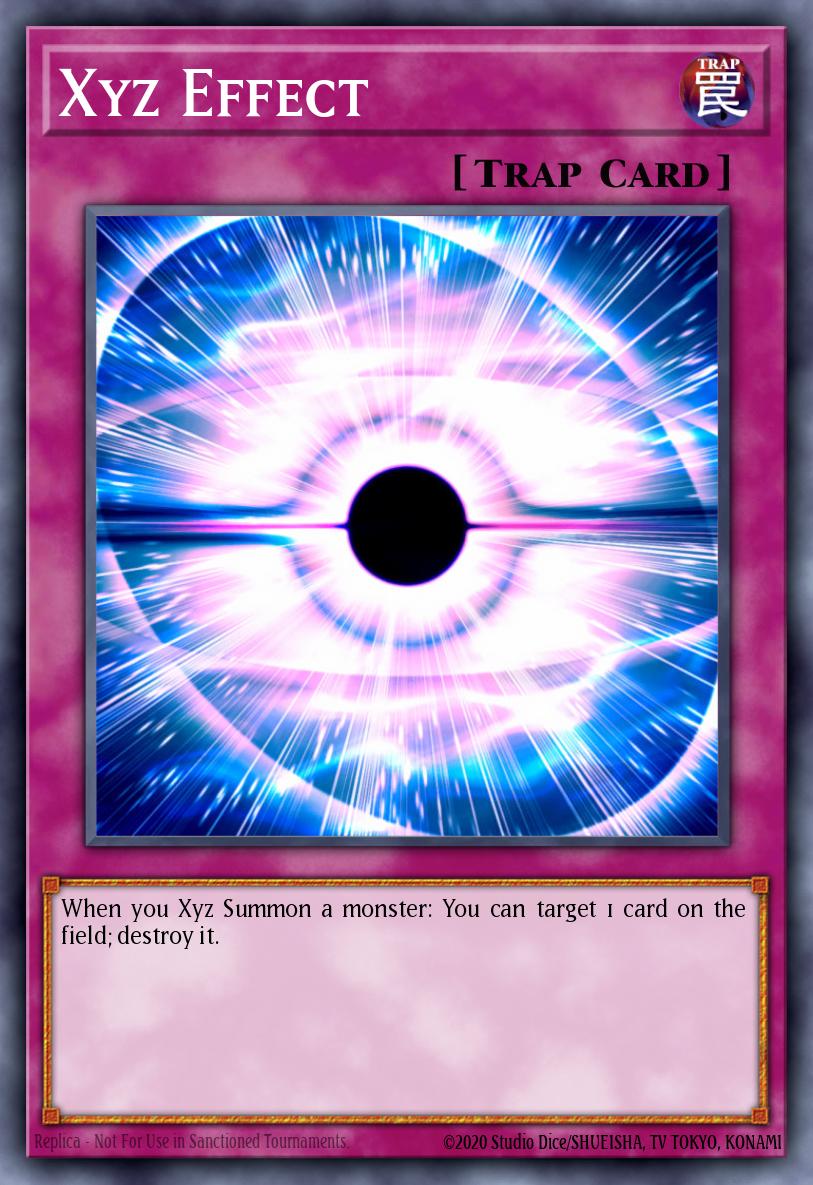 Xyz Effect
TRAP
罠
[Trap Card]
When you Xyz Summon a monster: You can target 1 card on the
field; destroy it.
Replica - Not For Use in Sanctioned Tournaments.
©2020 Studio Dice/SHUEISHA, TV TOKYO, KONAMI